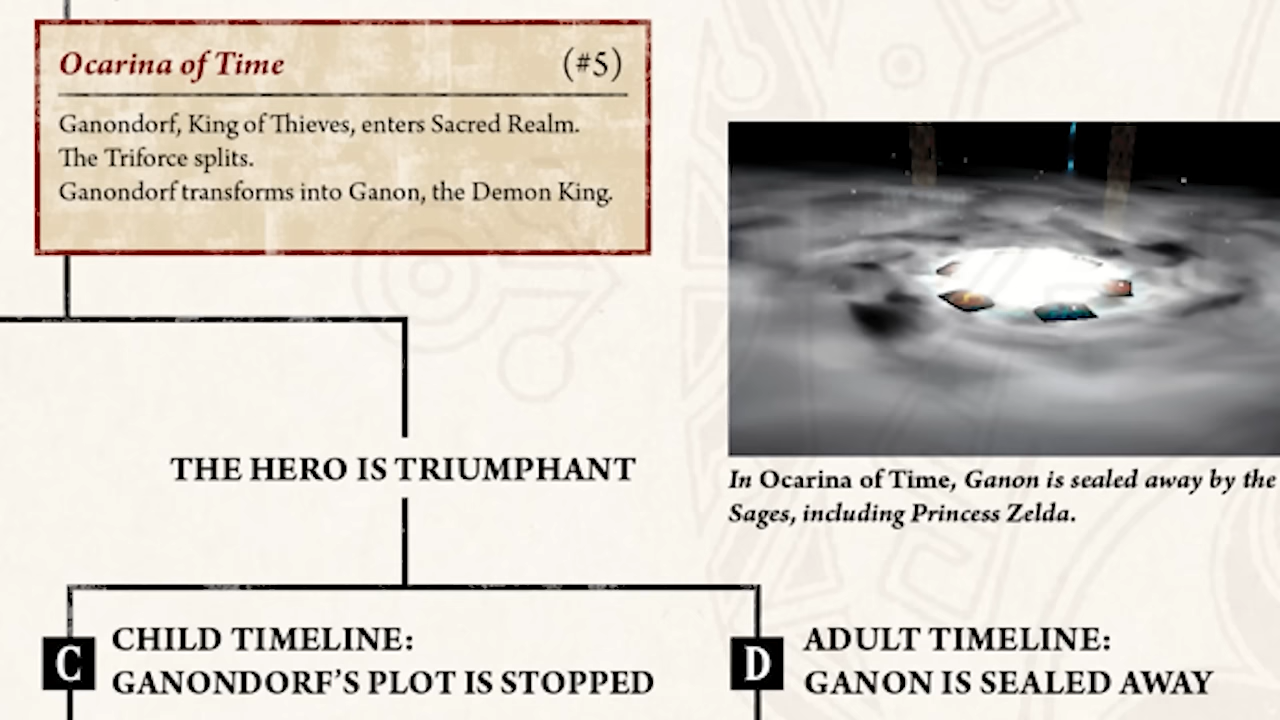 Ocarina of Time (#5)
Ganondorf, King of Thieves, enters Sacred Realm.
The Triforce splits.
Ganondorf transforms into Ganon, the Demon King.
THE HERO IS TRIUMPHANT
In Ocarina of Time, Ganon is sealed away by the
Sages, including Princess Zelda.
C CHILD TIMELINE:
GANONDORF’S PLOT IS STOPPED
D ADULT TIMELINE:
GANON IS SEALED AWAY